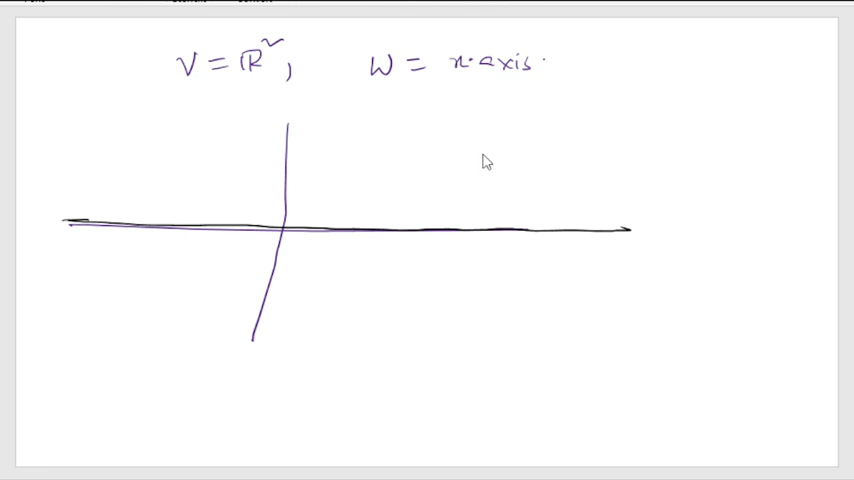 V = ℝ², W = x-axis.